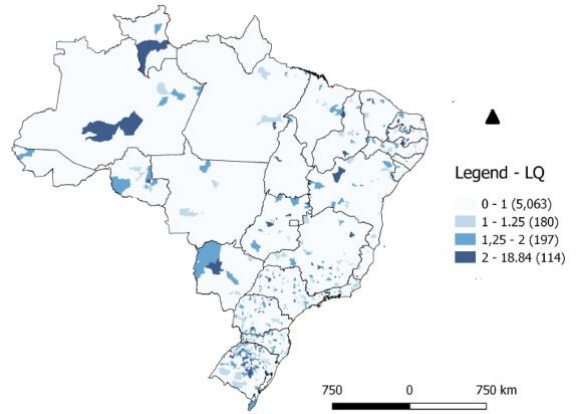 Legend - LQ
0 - 1 (5,063)
1 - 1.25 (180)
1,25 - 2 (197)
2 - 18.84 (114)
750 0 750 km